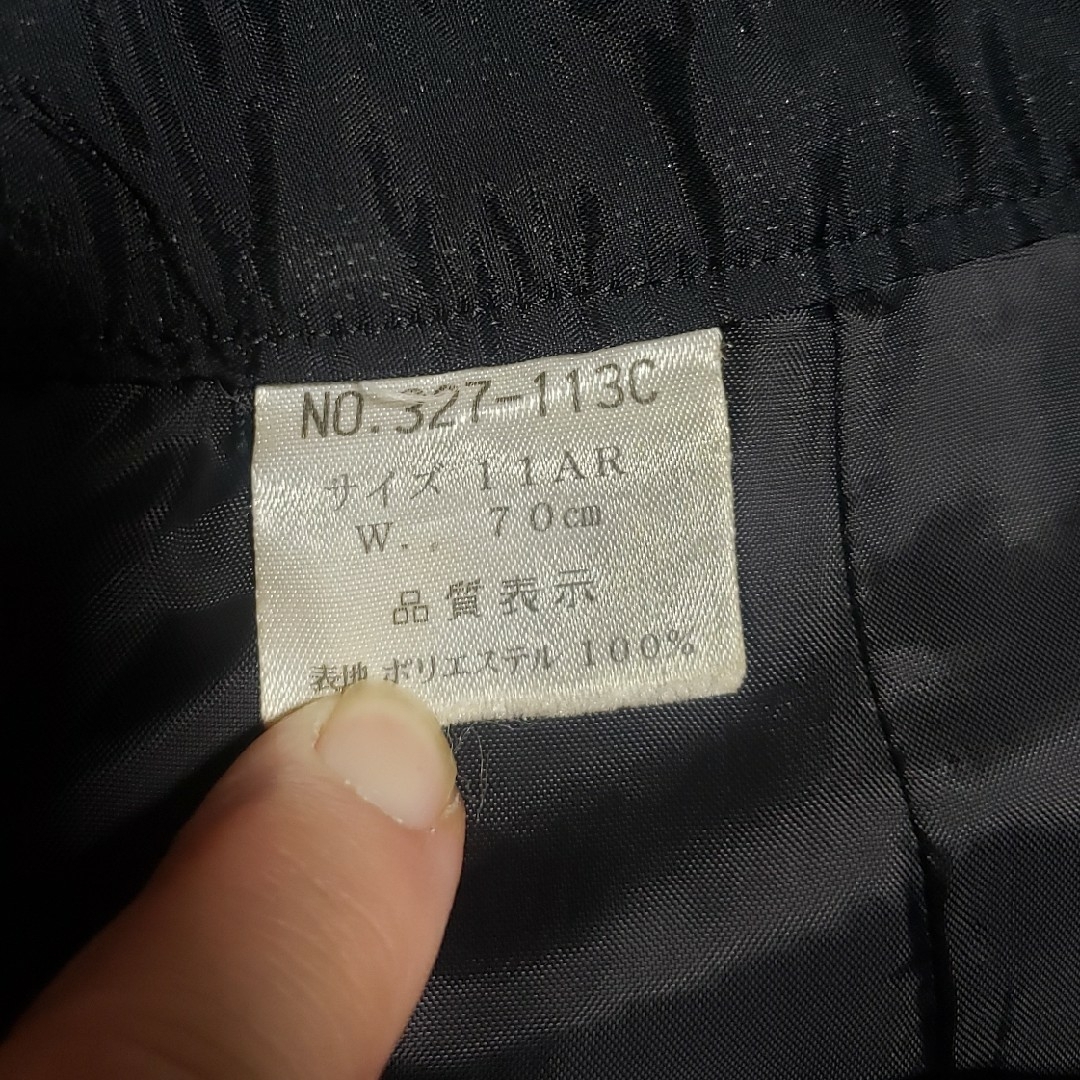 NO.327-113C
サイズ 11AR
W.. 70cm
品質表示
表地 ポリエステル 100%